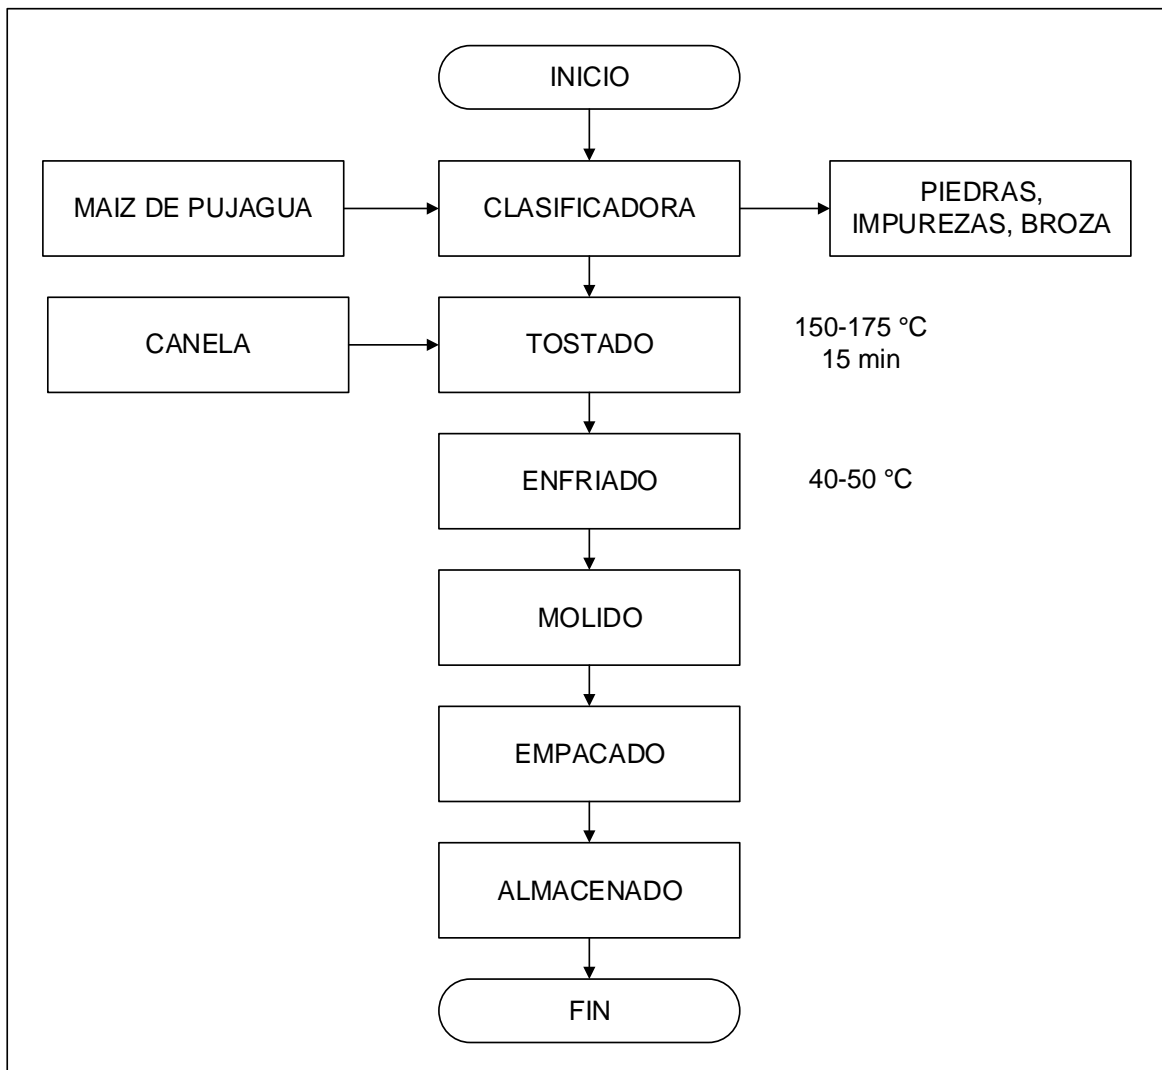 INICIO
MAIZ DE PUJAGUA
CLASIFICADORA
PIEDRAS,
IMPUREZAS, BROZA
CANELA
TOSTADO
150-175 °C
15 min
ENFRIADO
40-50 °C
MOLIDO
EMPACADO
ALMACENADO
FIN